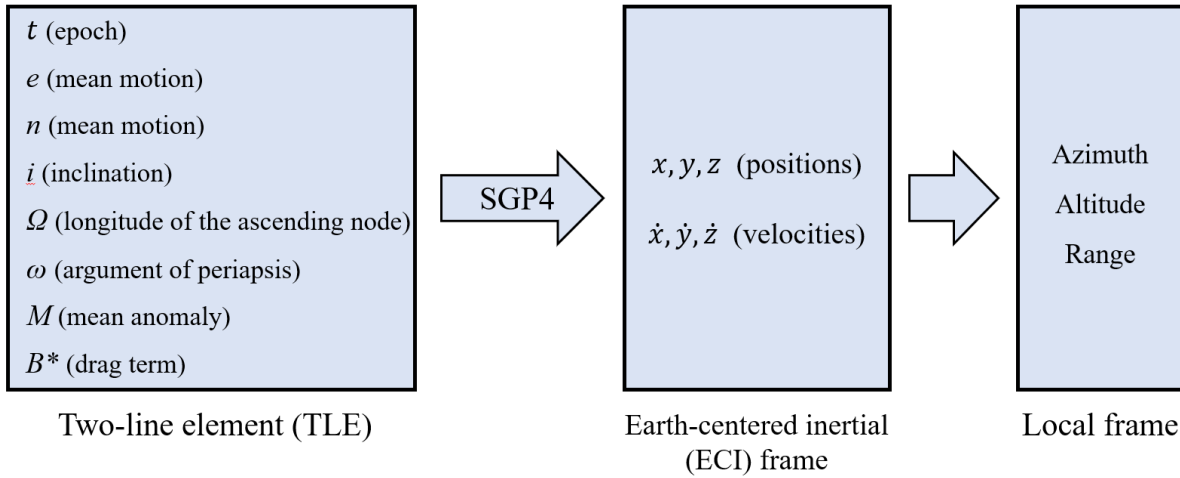 t (epoch)
e (mean motion)
n (mean motion)
i (inclination)
Ω (longitude of the ascending node)
ω (argument of periapsis)
M (mean anomaly)
B* (drag term)
Two-line element (TLE)
SGP4
x, y, z (positions)
ẋ, ẏ, ż (velocities)
Earth-centered inertial
(ECI) frame
Azimuth
Altitude
Range
Local frame